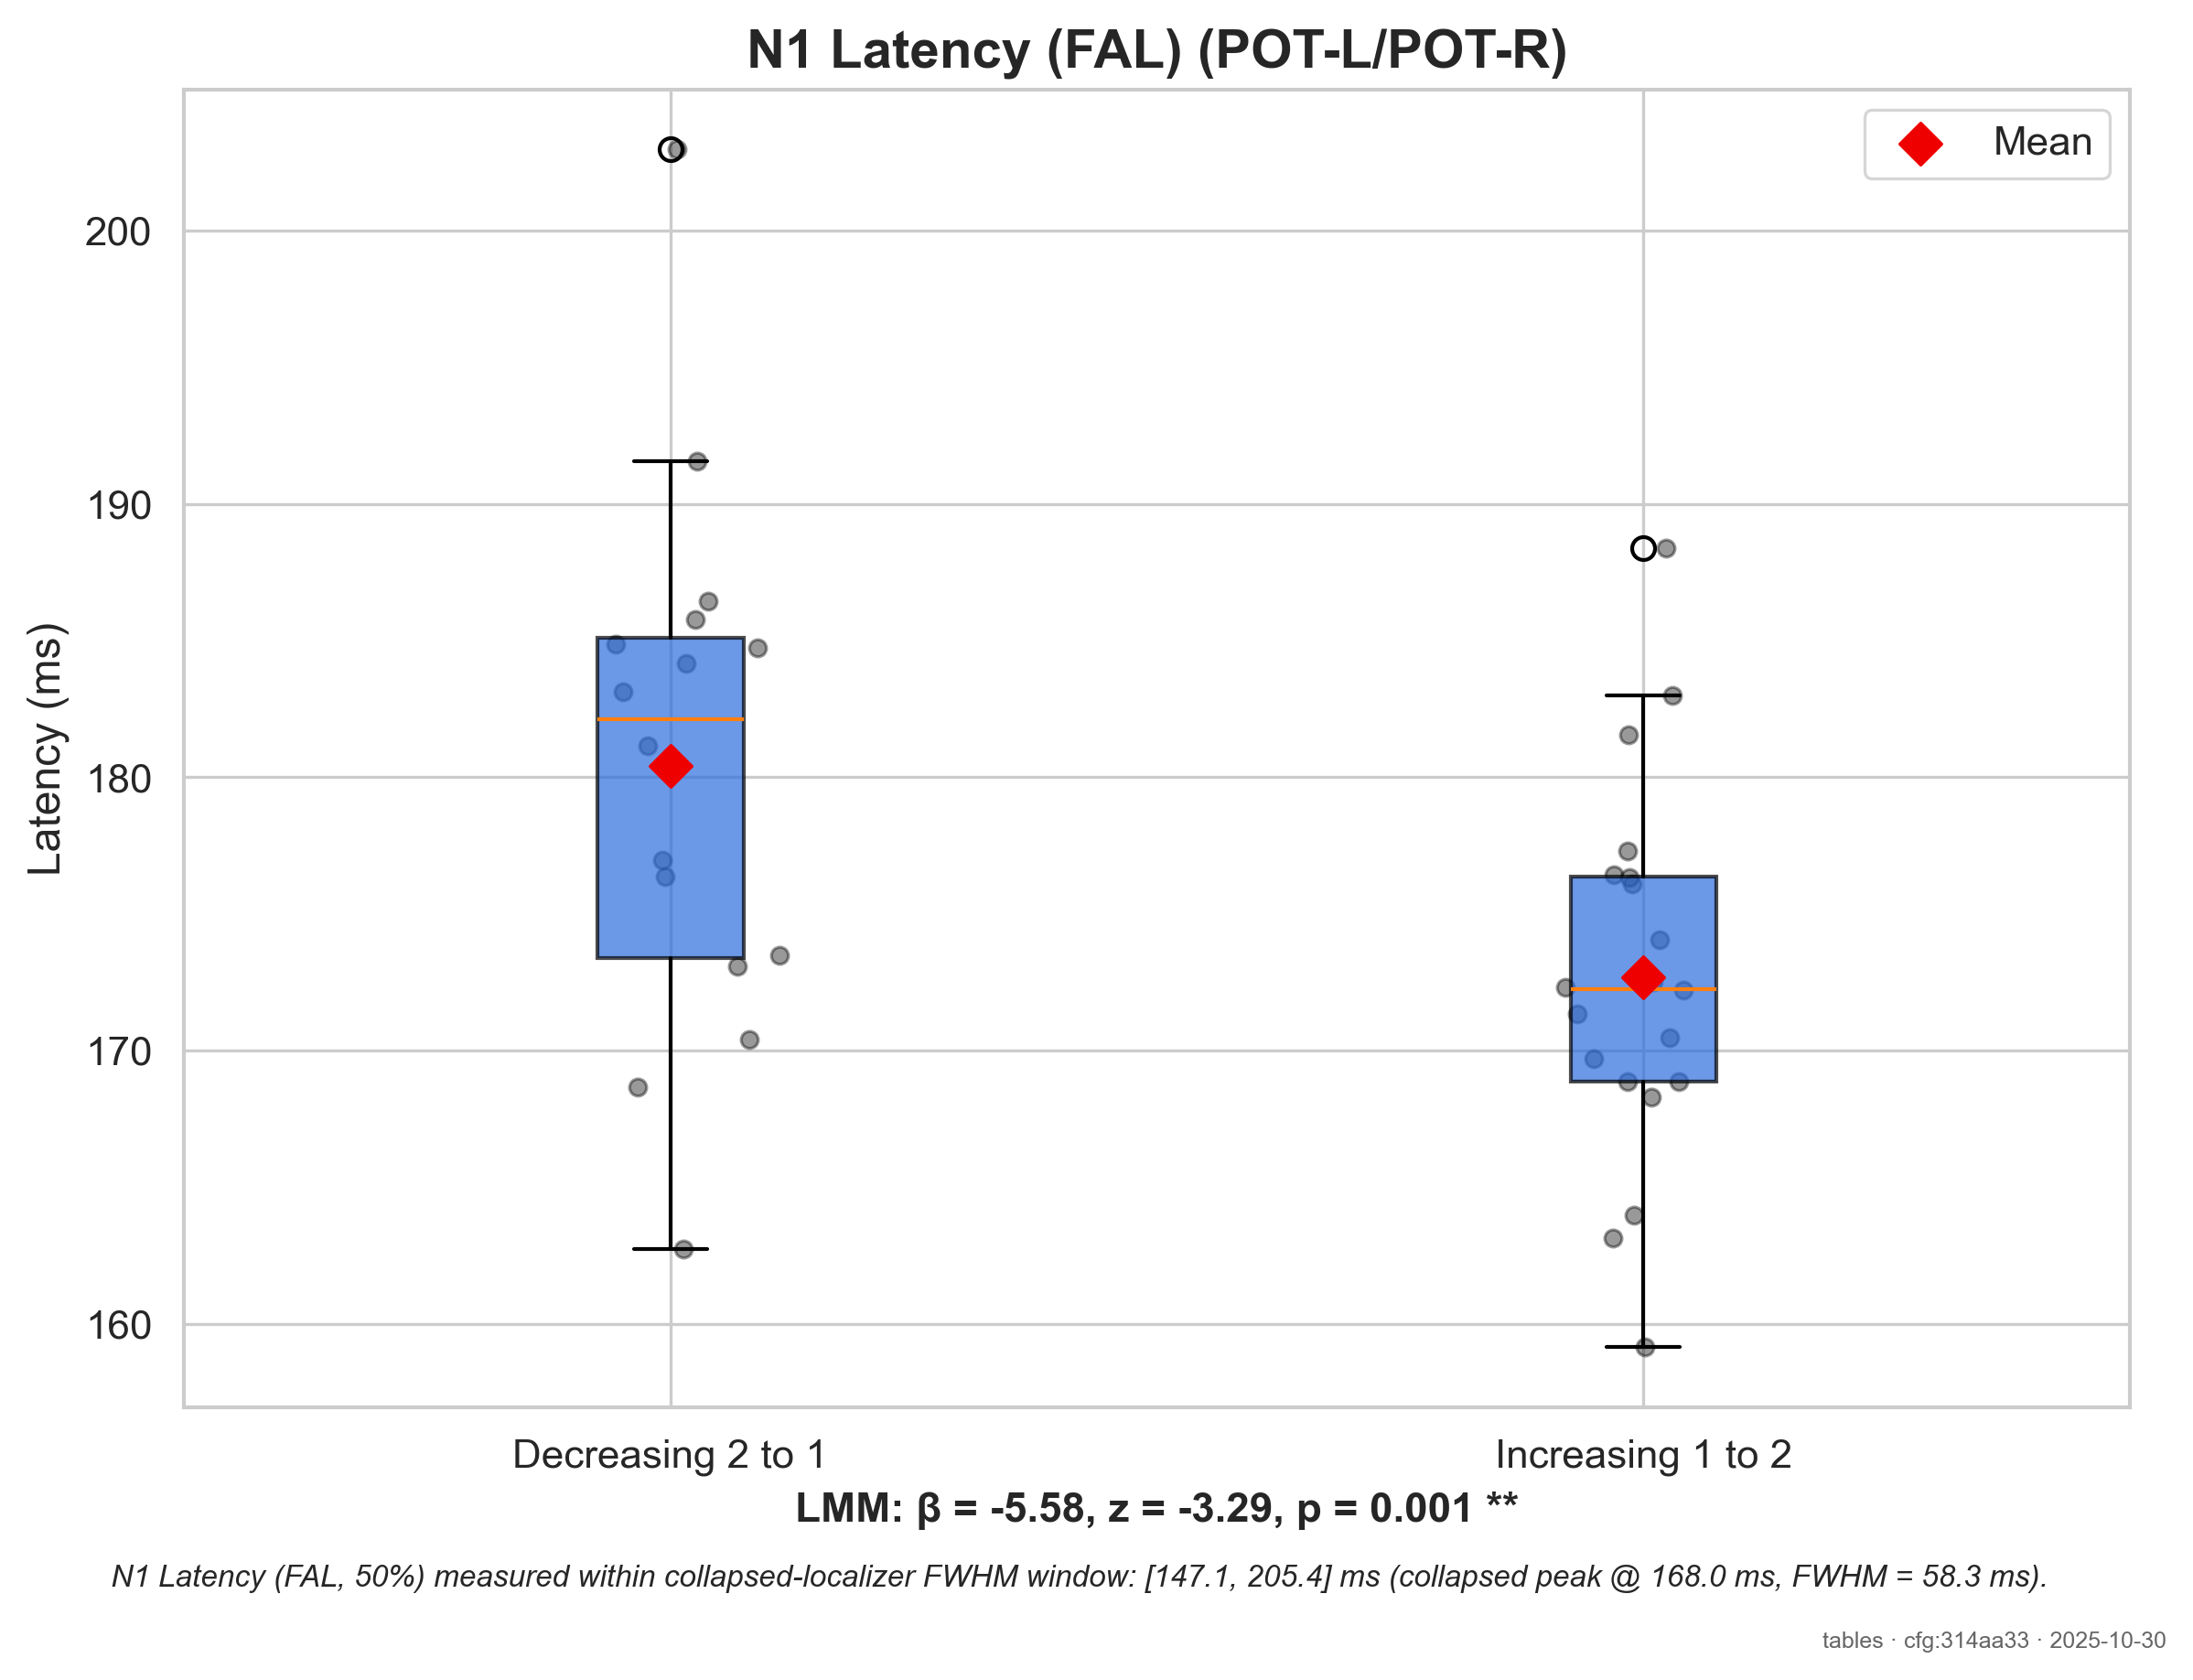 N1 Latency (FAL) (POT-L/POT-R)
Mean
Latency (ms)
200
190
180
170
160
Decreasing 2 to 1
Increasing 1 to 2
LMM: β = -5.58, z = -3.29, p = 0.001 **
N1 Latency (FAL, 50%) measured within collapsed-localizer FWHM window: [147.1, 205.4] ms (collapsed peak @ 168.0 ms, FWHM = 58.3 ms).
tables · cfg:314aa33 · 2025-10-30